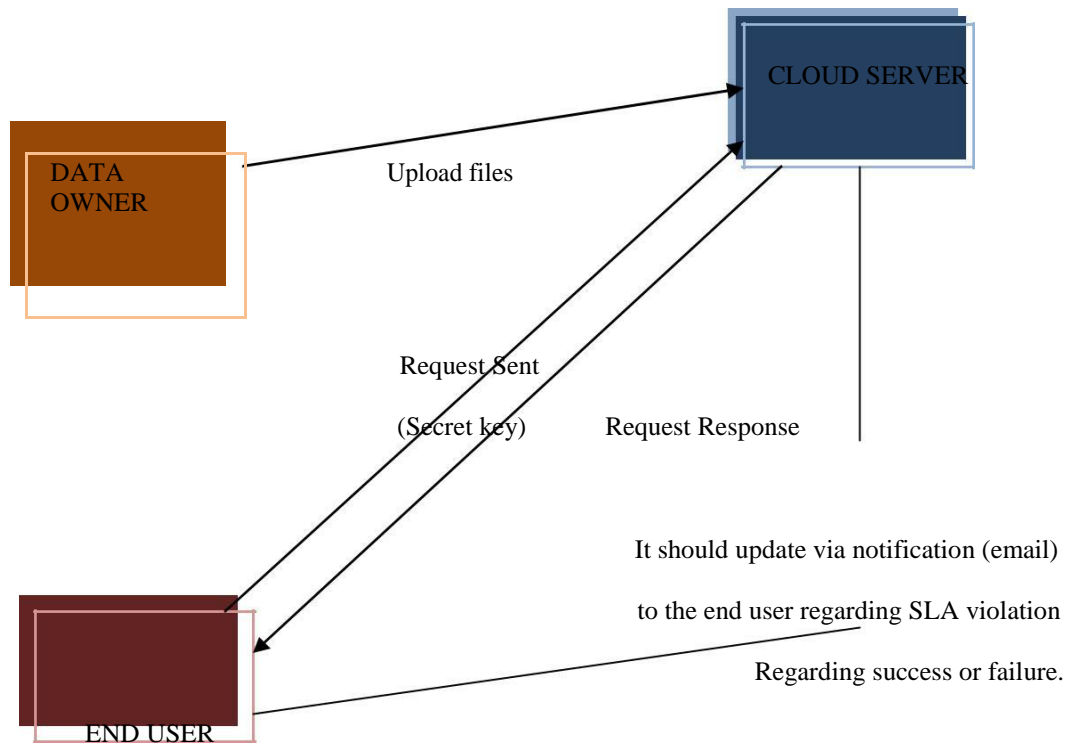 CLOUD SERVER
DATA
OWNER
Upload files
Request Sent
(Secret key)
Request Response
It should update via notification (email)
to the end user regarding SLA violation
Regarding success or failure.
END USER